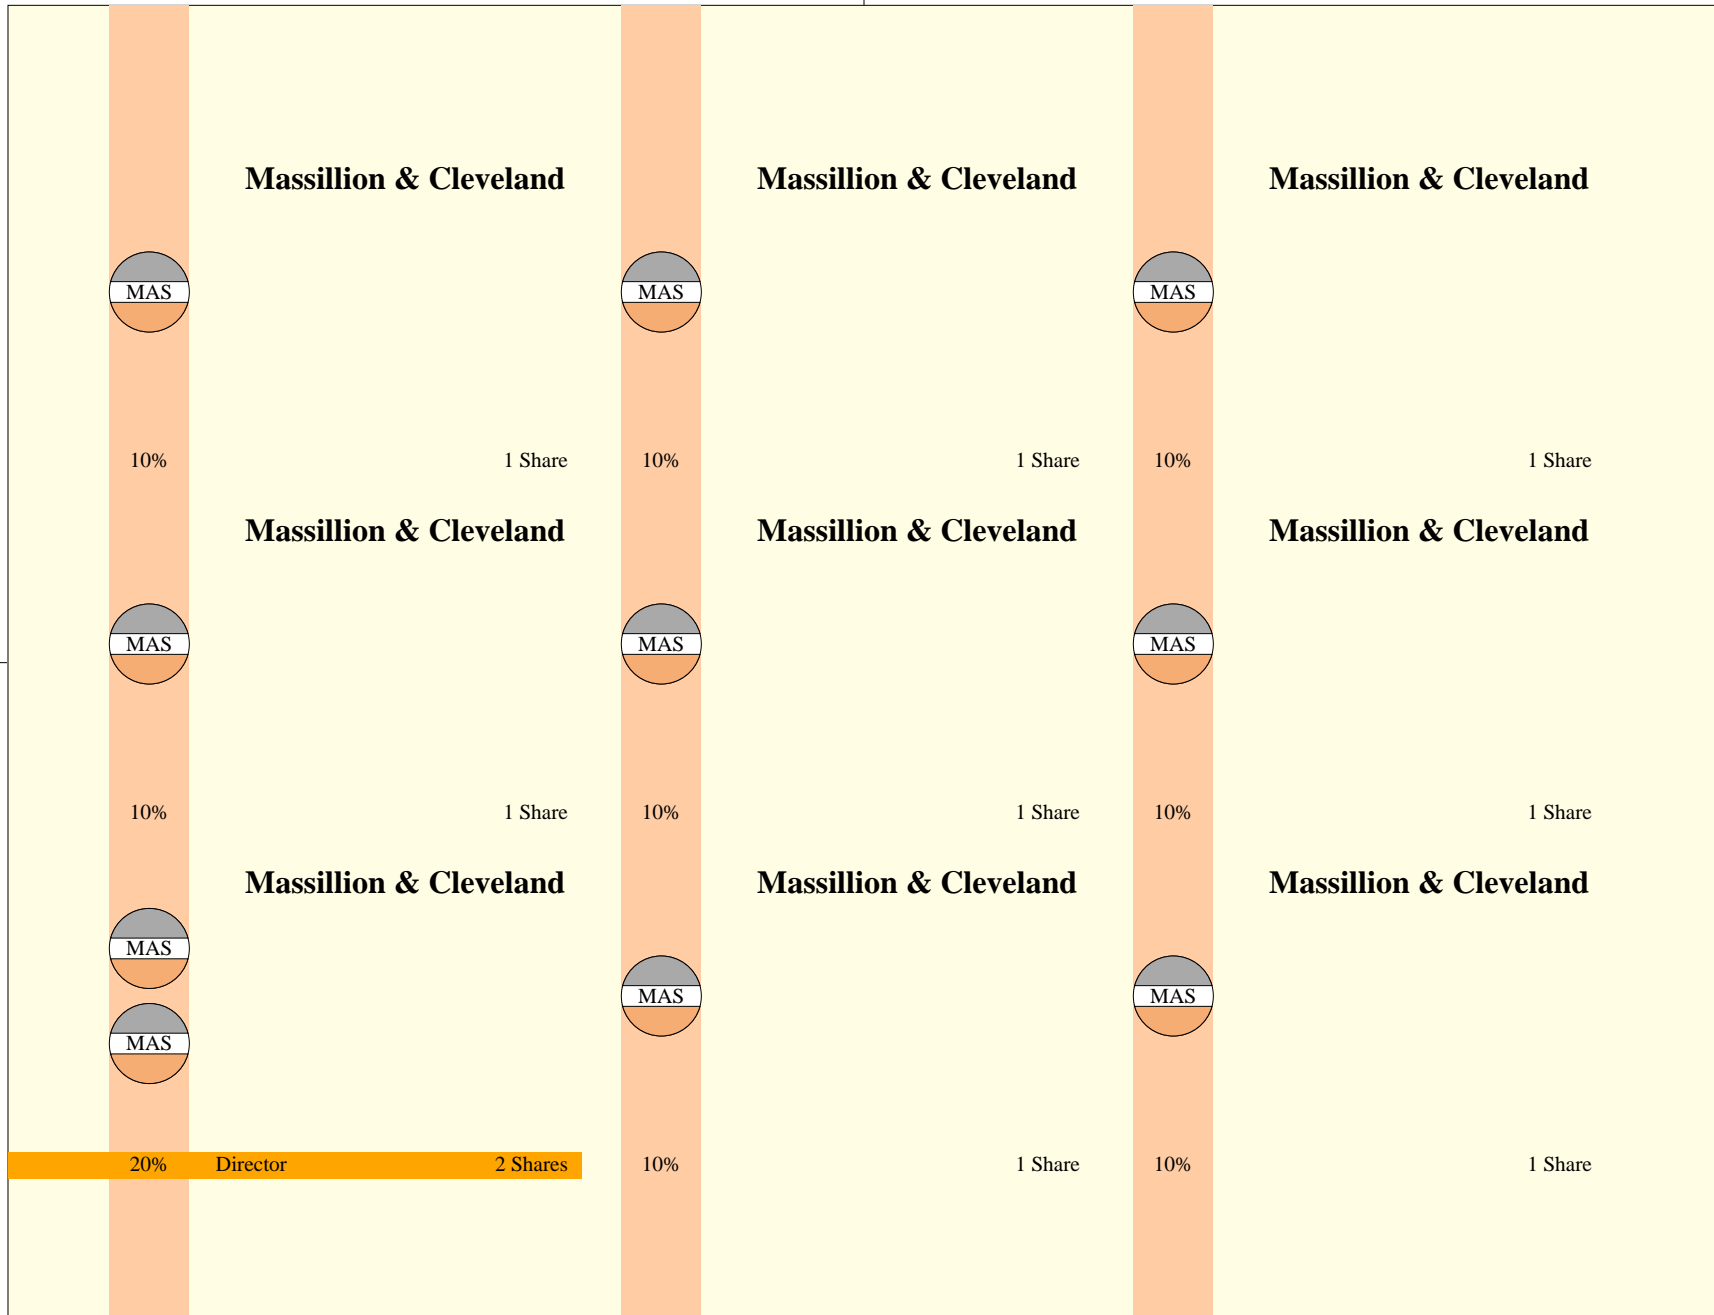 Massillion & Cleveland Massillion & Cleveland Massillion & Cleveland
MAS MAS MAS
10% 1 Share 10% 1 Share 10% 1 Share
Massillion & Cleveland Massillion & Cleveland Massillion & Cleveland
MAS MAS MAS
10% 1 Share 10% 1 Share 10% 1 Share
Massillion & Cleveland Massillion & Cleveland Massillion & Cleveland
MAS
MAS MAS
MAS
20% Director 2 Shares 10% 1 Share 10% 1 Share